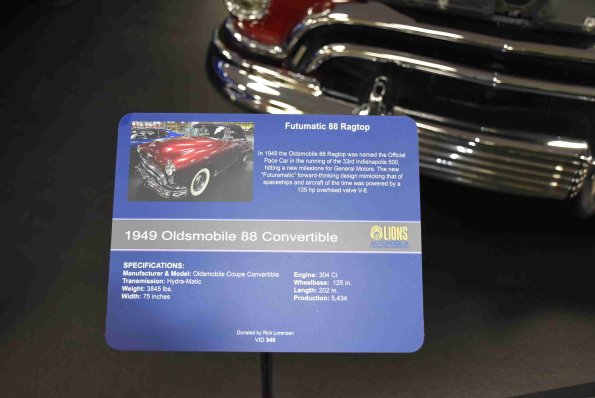 Futumatic 88 Ragtop
In 1949 the Oldsmobile 88 Ragtop was named the Official
Pace Car in the running of the 33rd Indianapolis 500,
hitting a new milestone for General Motors. The new
"Futuramatic" forward-thinking design mimicking that of
spaceships and aircraft of the time was powered by a
135 hp overhead valve V-8.
1949 Oldsmobile 88 Convertible
LIONS
AUTOMOBILIA
SPECIFICATIONS:
Manufacturer & Model: Oldsmobile Coupe Convertible
Transmission: Hydra-Matic
Weight: 3845 lbs.
Width: 75 inches
Engine: 304 Ci
Wheelbase: 125 in.
Length: 202 in.
Production: 5,434
Donated by Rick Lorenzen
VID 348